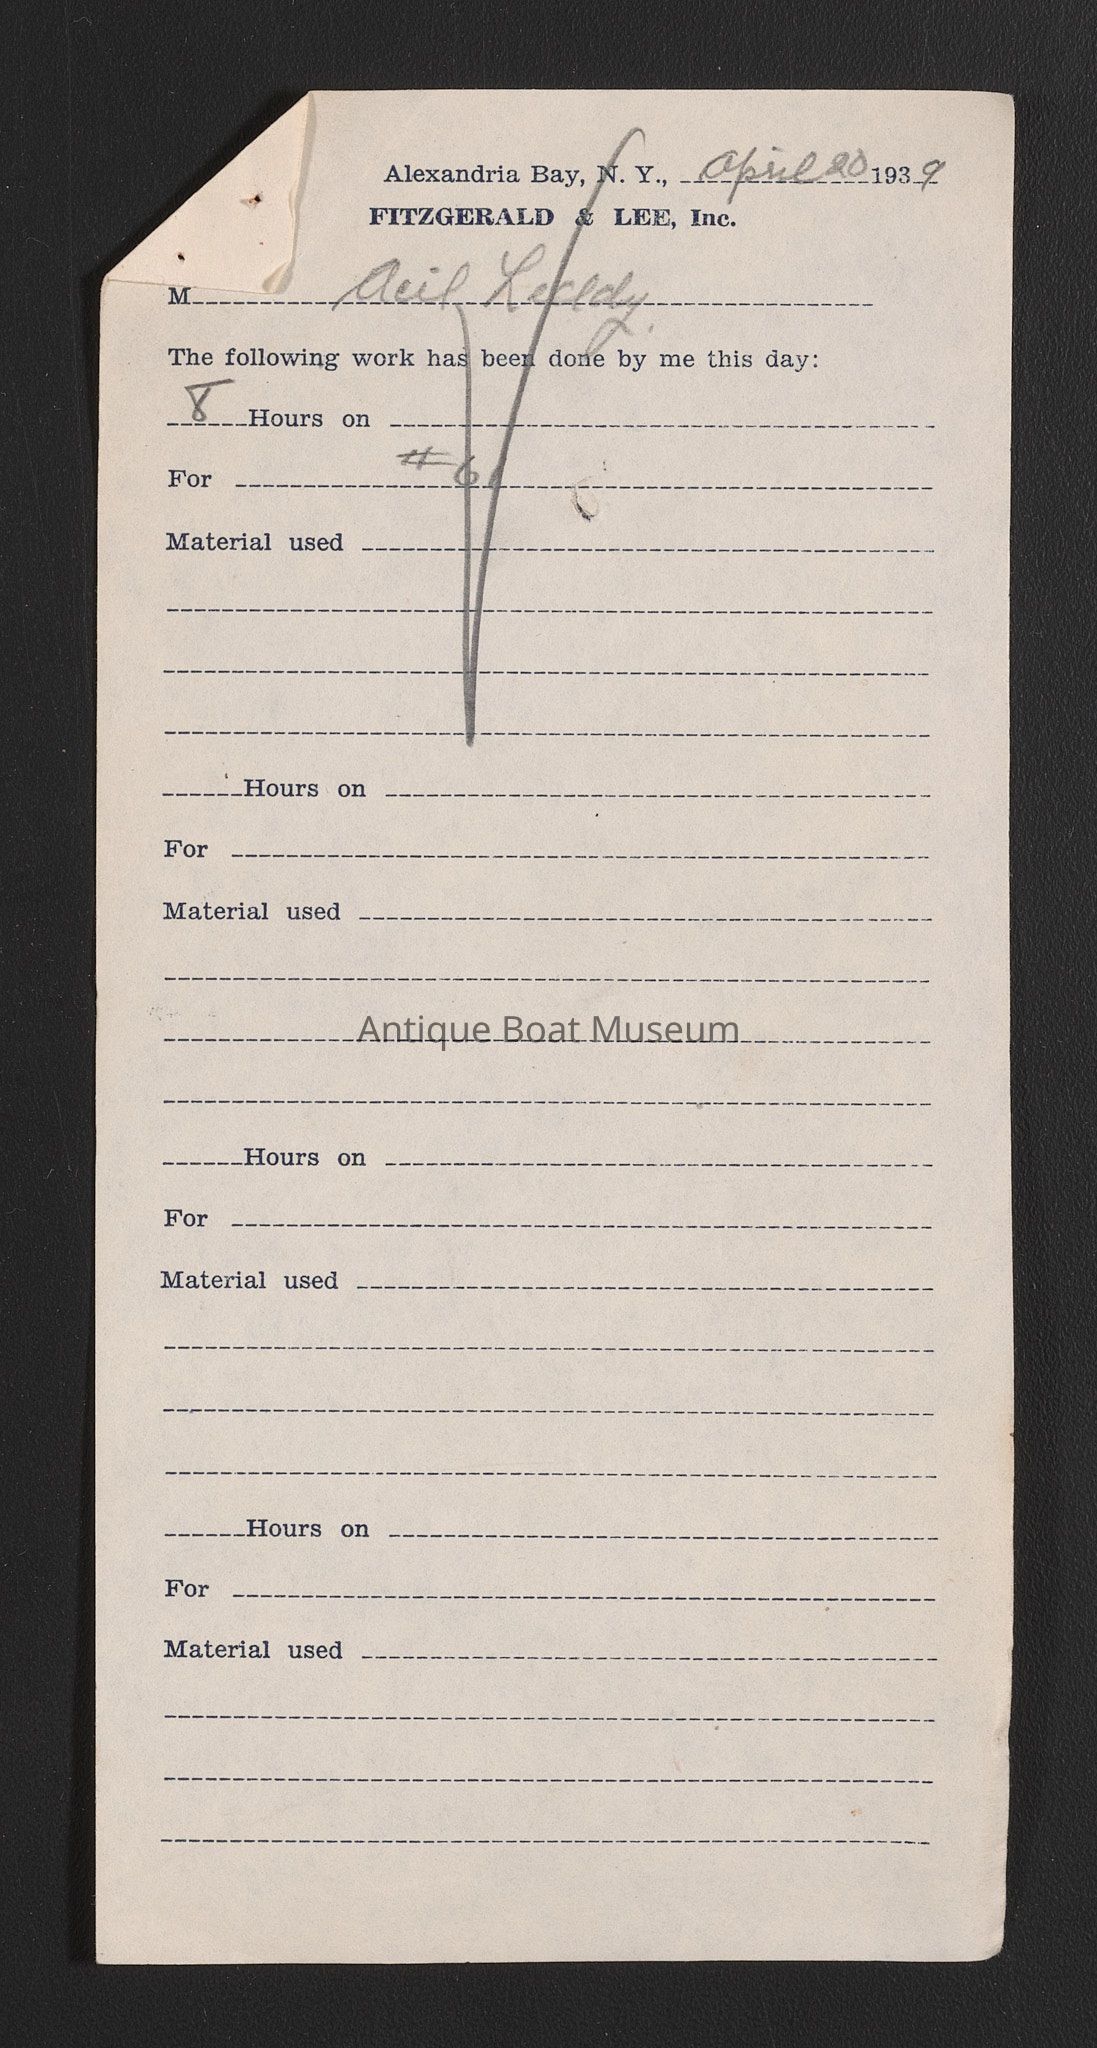 Alexandria Bay, N. Y., April 20 1939
FITZGERALD & LEE, Inc.
M Acil Leddy.
The following work has been done by me this day:
8 Hours on
For #61
Material used
Hours on
For
Material used
Antique Boat Museum
Hours on
For
Material used
Hours on
For
Material used